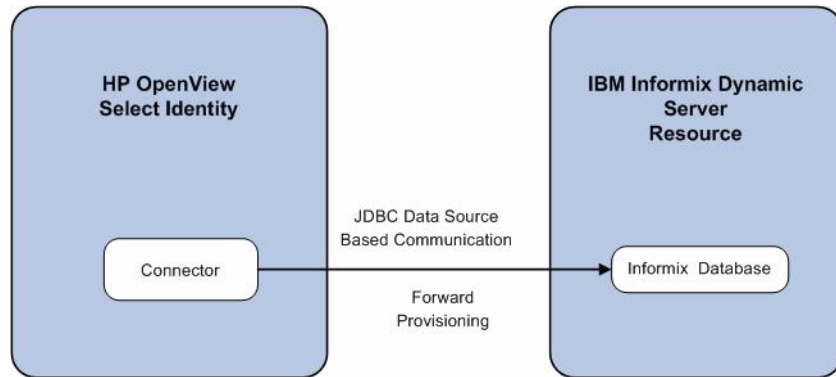 HP OpenView
Select Identity
IBM Informix Dynamic
Server
Resource
JDBC Data Source
Based Communication
Connector
Informix Database
Forward
Provisioning